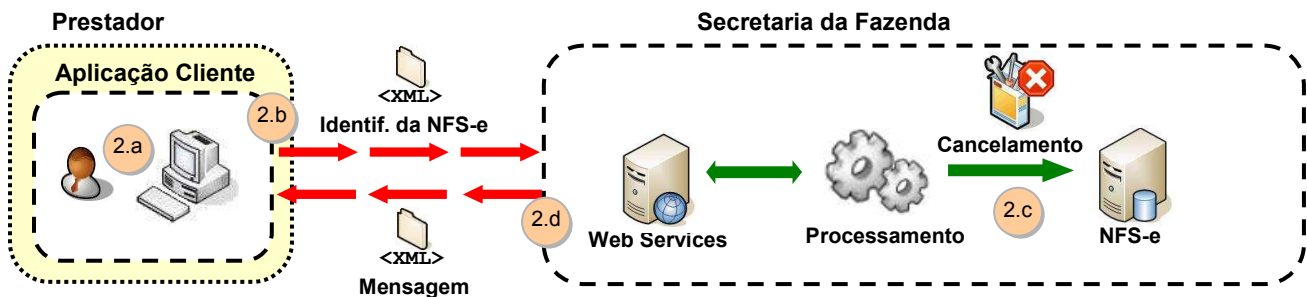 Prestador
Secretaria da Fazenda
Aplicação Cliente
2.a
2.b
<XML>
Identif. da NFS-e
<XML>
Mensagem
2.d
Web Services
Processamento
Cancelamento
2.c
NFS-e